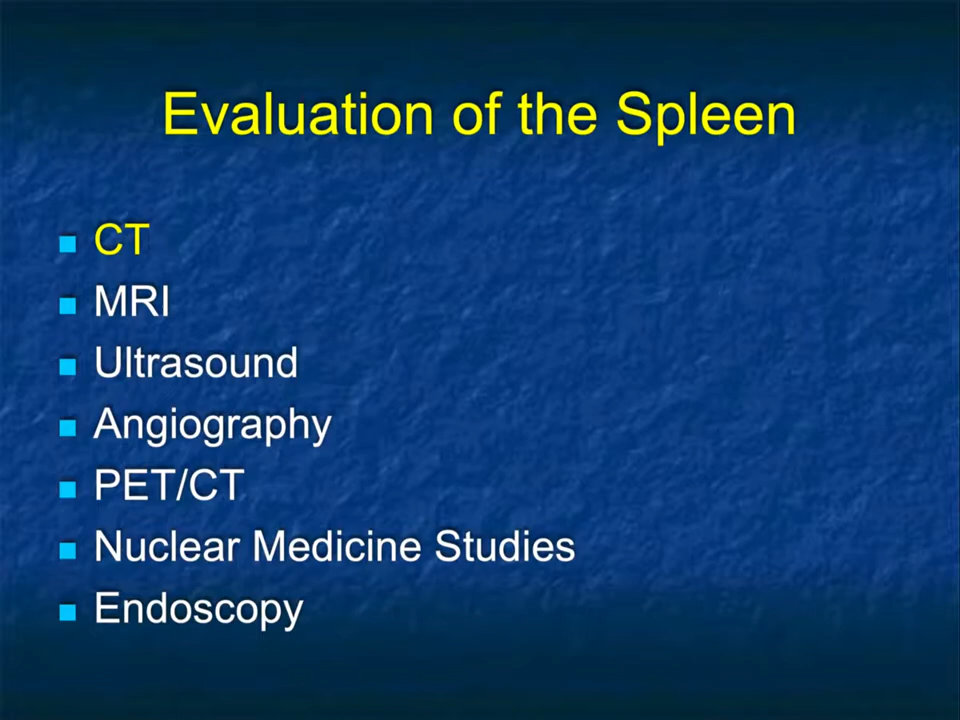 Evaluation of the Spleen
CT
MRI
Ultrasound
Angiography
PET/CT
Nuclear Medicine Studies
Endoscopy